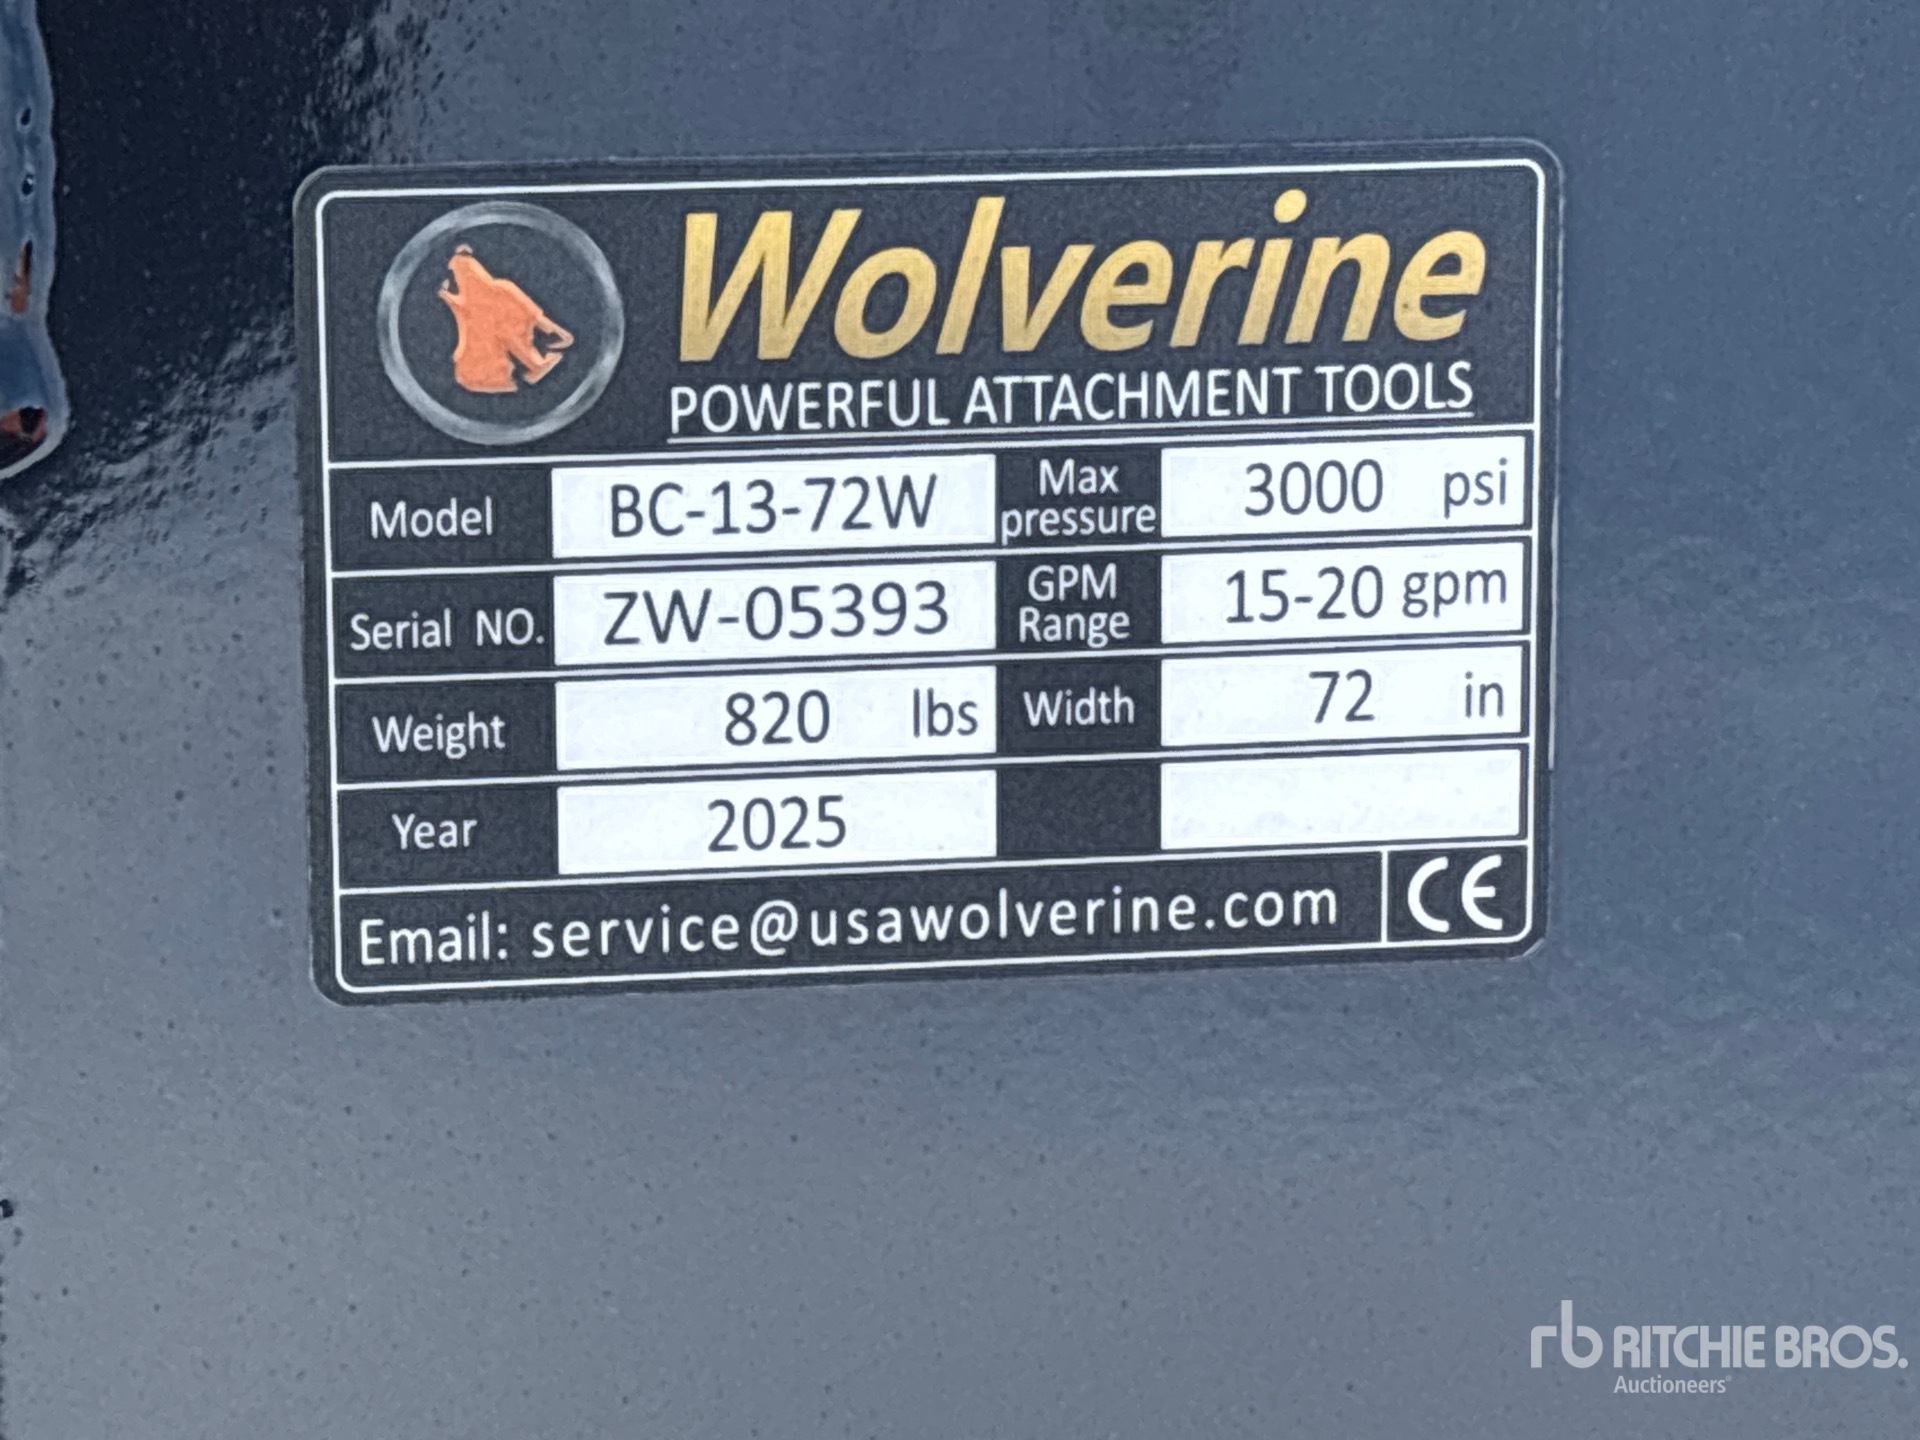 Wolverine
POWERFUL ATTACHMENT TOOLS
Model BC-13-72W Max pressure 3000 psi
Serial NO. ZW-05393 GPM Range 15-20 gpm
Weight 820 lbs Width 72 in
Year 2025
Email: service@usawolverine.com CE
rb RITCHIE BROS.
Auctioneers